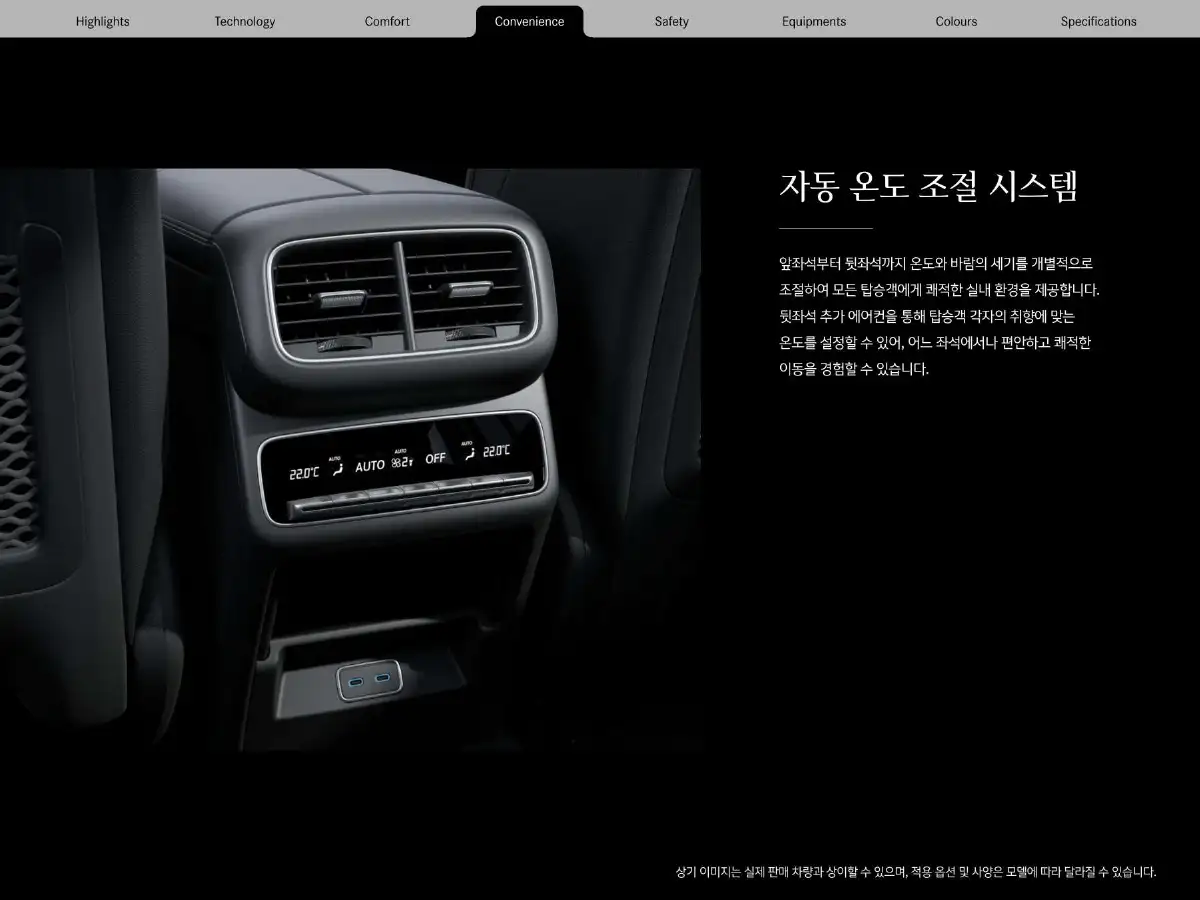 Highlights
Technology
Comfort
Convenience
Safety
Equipments
Colours
Specifications
자동 온도 조절 시스템
앞좌석부터 뒷좌석까지 온도와 바람의 세기를 개별적으로
조절하여 모든 탑승객에게 쾌적한 실내 환경을 제공합니다.
뒷좌석 추가 에어컨을 통해 탑승객 각자의 취향에 맞는
온도를 설정할 수 있어, 어느 좌석에서나 편안하고 쾌적한
이동을 경험할 수 있습니다.
22.0°C AUTO AUTO AUTO 2 OFF AUTO 22.0°C
상기 이미지는 실제 판매 차량과 상이할 수 있으며, 적용 옵션 및 사양은 모델에 따라 달라질 수 있습니다.